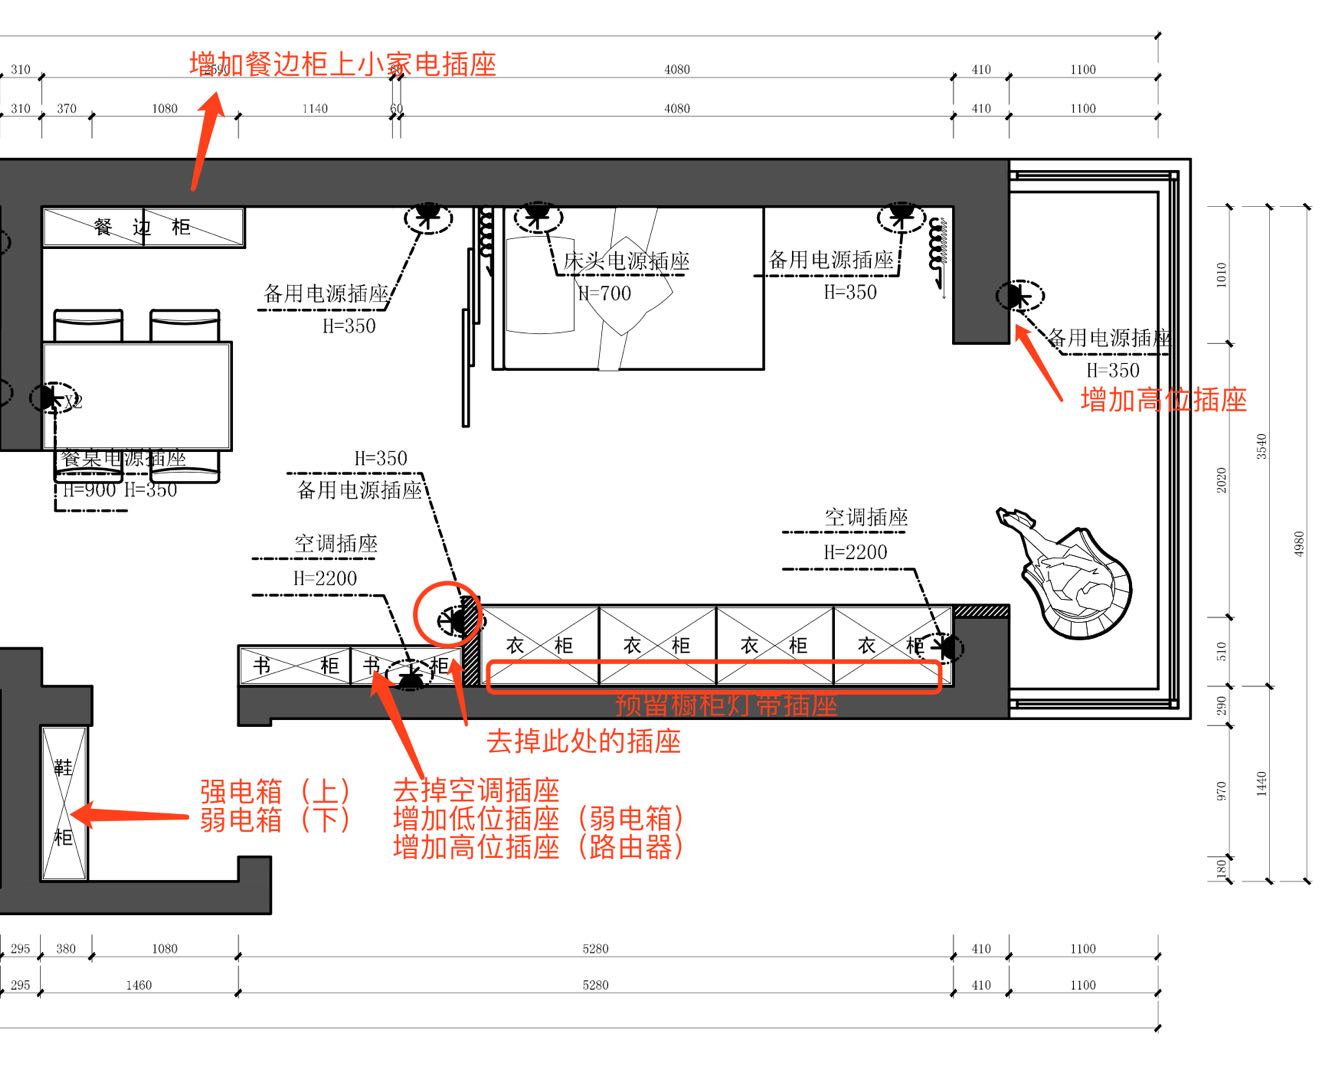 增加餐边柜上小家电插座
310
4080
410
1100
310
370
1080
1140
60
4080
410
1100
餐 边 柜
备用电源插座
H=350
床头电源插座
H=700
备用电源插座
H=350
备用电源插座
H=350
增加高位插座
X2
餐桌电源插座
H=900 H=350
H=350
备用电源插座
空调插座
H=2200
空调插座
H=2200
书 柜
书 柜
衣 柜
衣 柜
衣 柜
衣 柜
预留橱柜灯带插座
去掉此处的插座
鞋
柜
强电箱（上）
弱电箱（下）
去掉空调插座
增加低位插座（弱电箱）
增加高位插座（路由器）
1010
2020
510
290
970
180
3540
1440
4980
295
380
1080
5280
410
1100
295
1460
5280
410
1100